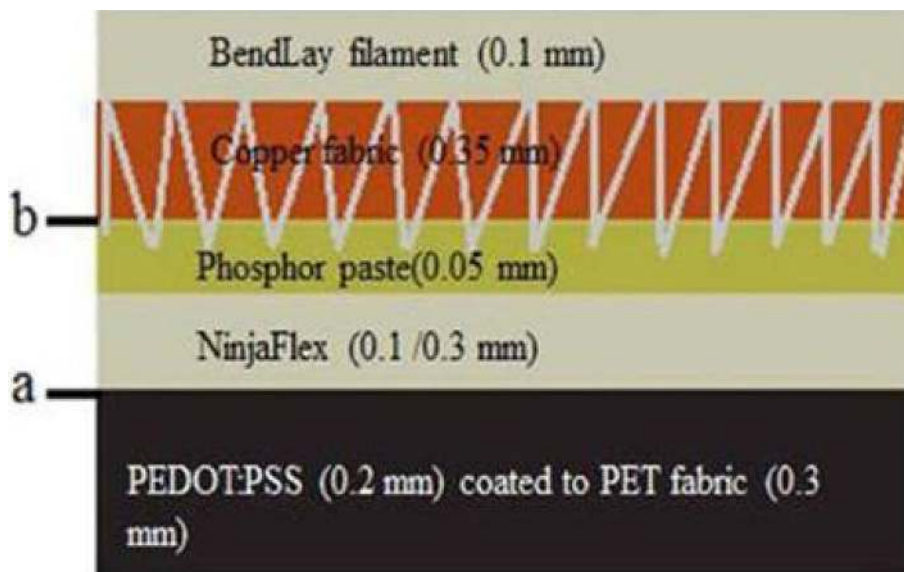 BendLay filament (0.1 mm)
Copper fabric (0.35 mm)
b
Phosphor paste(0.05 mm)
NinjaFlex (0.1 /0.3 mm)
a
PEDOT:PSS (0.2 mm) coated to PET fabric (0.3
mm)